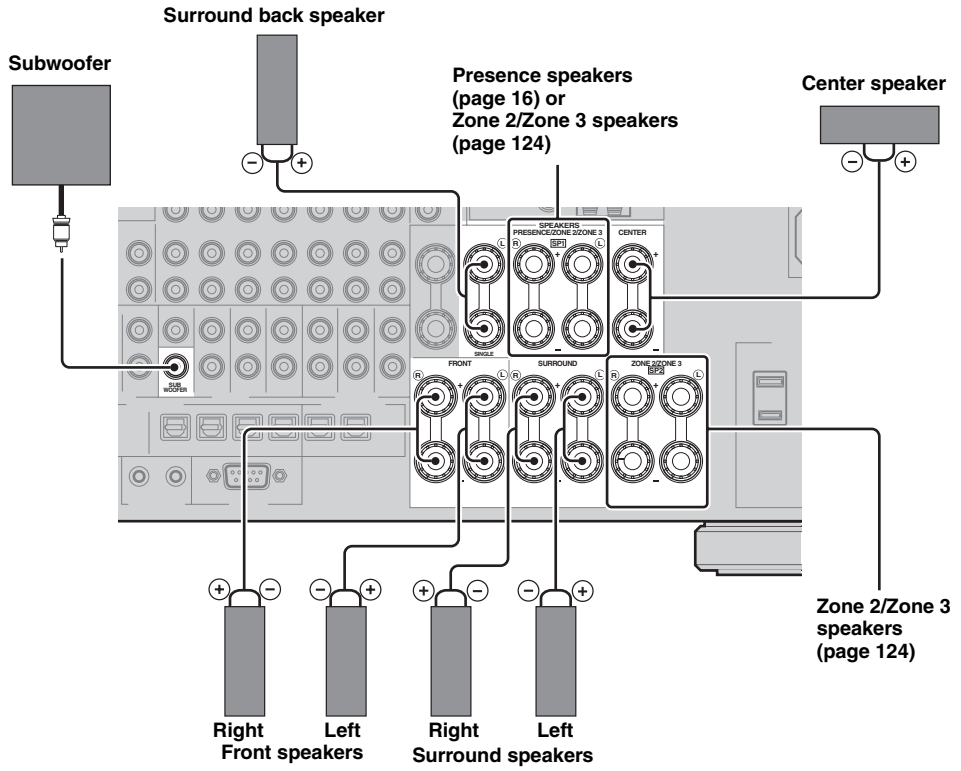 Surround back speaker
Subwoofer
Presence speakers
(page 16) or
Zone 2/Zone 3 speakers
(page 124)
Center speaker
− +
− +
SPEAKERS
PRESENCE/ZONE 2/ZONE 3
CENTER
L
R
SP1
L
+
+
−
−
SINGLE
SUB
WOOFER
FRONT
SURROUND
ZONE 2/ZONE 3
R
+
L
R
+
L
R
+
SP2
L
-
-
−
+ −
− +
+ −
− +
Zone 2/Zone 3
speakers
(page 124)
Right Left
Front speakers
Right Left
Surround speakers